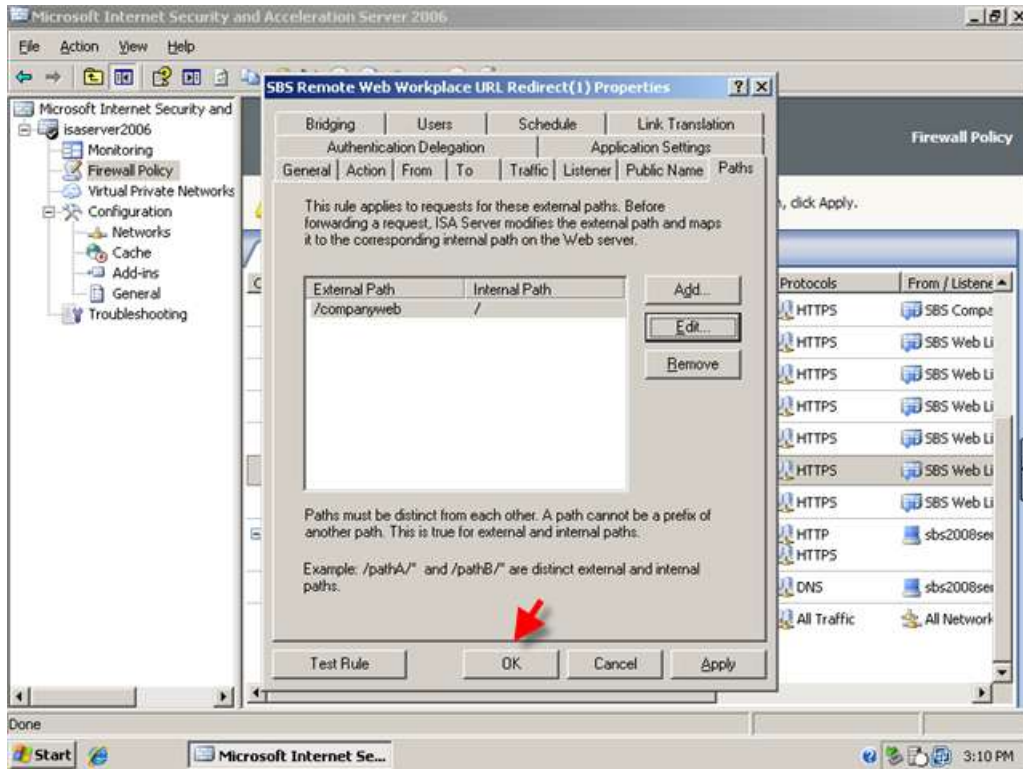 Microsoft Internet Security and Acceleration Server 2006
File Action View Help
Microsoft Internet Security and
isaserver2006
Monitoring
Firewall Policy
Virtual Private Networks
Configuration
Networks
Cache
Add-ins
General
Troubleshooting
SBS Remote Web Workplace URL Redirect(1) Properties
Bridging Users Schedule Link Translation
Authentication Delegation Application Settings
General Action From To Traffic Listener Public Name Paths
This rule applies to requests for these external paths. Before
forwarding a request, ISA Server modifies the external path and maps
it to the corresponding internal path on the Web server.
External Path Internal Path
/companyweb /
Add...
Edit...
Remove
Paths must be distinct from each other. A path cannot be a prefix of
another path. This is true for external and internal paths.
Example: /pathA/* and /pathB/* are distinct external and internal
paths.
Test Rule OK Cancel Apply
Firewall Policy
, click Apply.
Protocols From / Listene
HTTPS SBS Compa
HTTPS SBS Web Li
HTTPS SBS Web Li
HTTPS SBS Web Li
HTTPS SBS Web Li
HTTPS SBS Web Li
HTTPS SBS Web Li
HTTP sbs2008ser
HTTPS
DNS sbs2008ser
All Traffic All Network
Done
Start Microsoft Internet Se... 3:10 PM